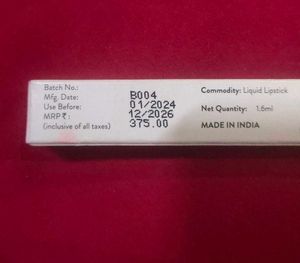 Batch No.: B004
Mfg. Date: 01/2024
Use Before: 12/2026
MRP ₹: 375.00
(inclusive of all taxes)
Commodity: Liquid Lipstick
Net Quantity: 1.6ml
MADE IN INDIA